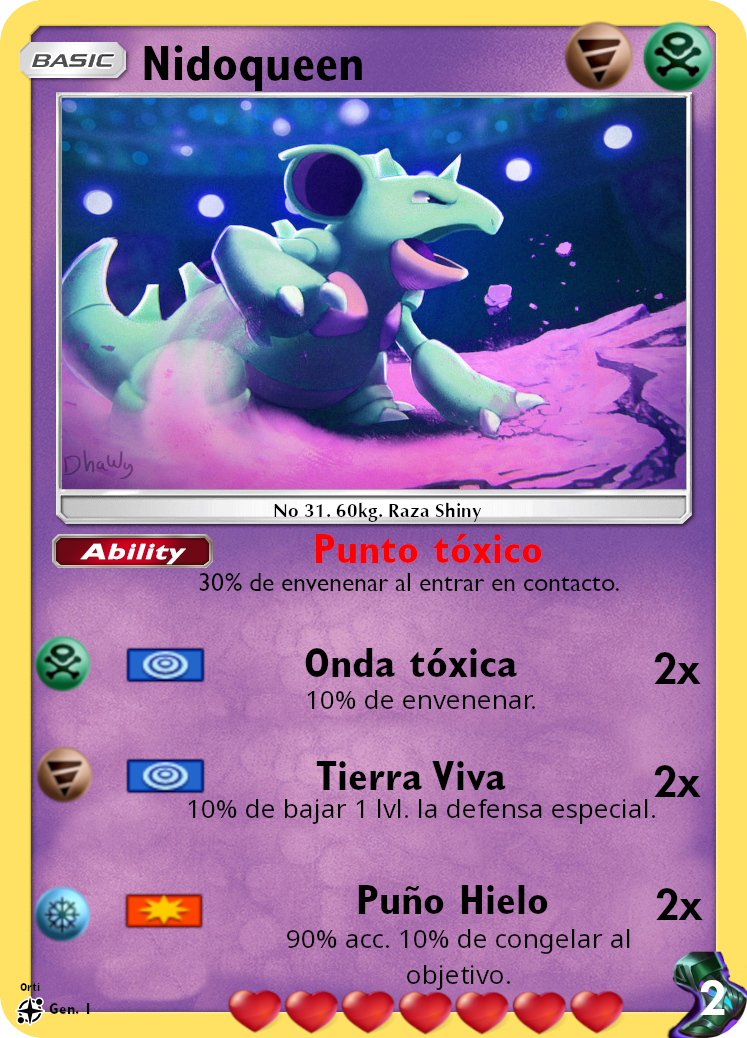 BASIC Nidoqueen
Dhawy
No 31. 60kg. Raza Shiny
Ability Punto tóxico
30% de envenenar al entrar en contacto.
Onda tóxica 2x
10% de envenenar.
Tierra Viva 2x
10% de bajar 1 lvl. la defensa especial.
Puño Hielo 2x
90% acc. 10% de congelar al
objetivo.
Orti
Gen. 1
2